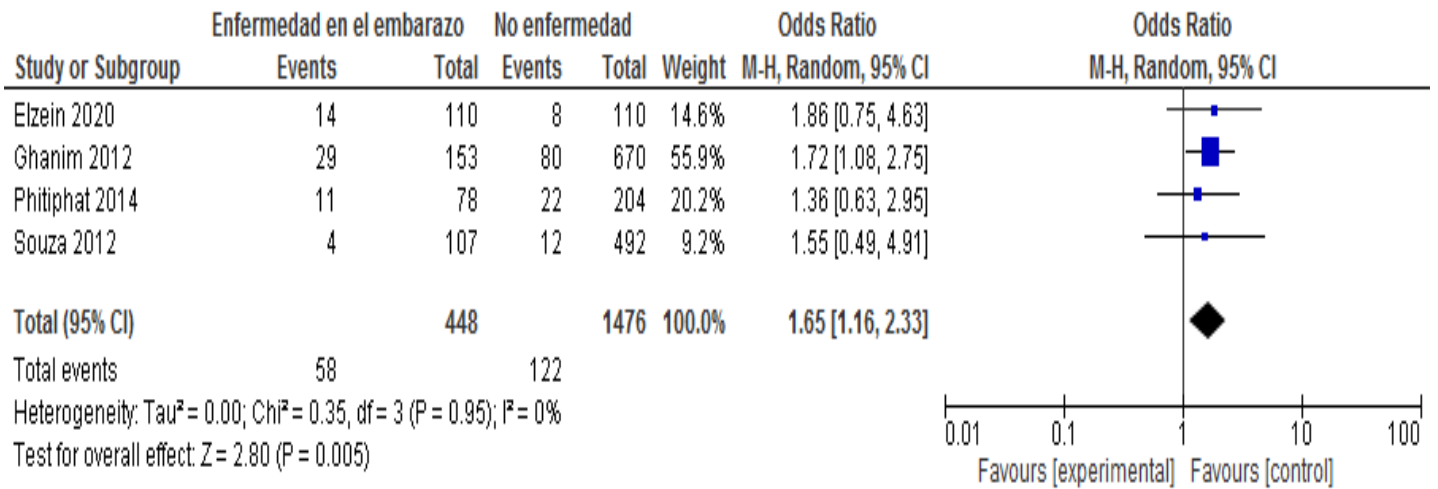 Enfermedad en el embarazo No enfermedad Odds Ratio Odds Ratio
Study or Subgroup Events Total Events Total Weight M-H, Random, 95% CI M-H, Random, 95% CI
Elzein 2020 14 110 8 110 14.6% 1.86 [0.75, 4.63]
Ghanim 2012 29 153 80 670 55.9% 1.72 [1.08, 2.75]
Phitiphat 2014 11 78 22 204 20.2% 1.36 [0.63, 2.95]
Souza 2012 4 107 12 492 9.2% 1.55 [0.49, 4.91]
Total (95% CI) 448 1476 100.0% 1.65 [1.16, 2.33]
Total events 58 122
Heterogeneity: Tau² = 0.00; Chi² = 0.35, df = 3 (P = 0.95); I² = 0%
Test for overall effect: Z = 2.80 (P = 0.005)
0.01 0.1 1 10 100
Favours [experimental] Favours [control]